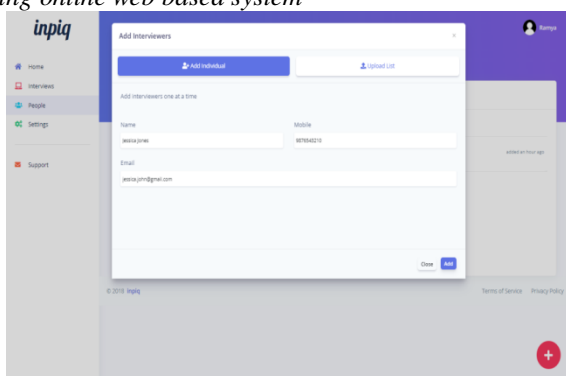 ng online web based system
inpiq
Ramya
Home
Interviews
People
Settings
Support
Add Interviewers
×
Add Individual
Upload List
Add interviewers one at a time
Name
Mobile
Jessica Jones
9876543210
Email
jessica.john@gmail.com
added an hour ago
Close
Add
© 2018 Inpiq
Terms of Service Privacy Policy
+